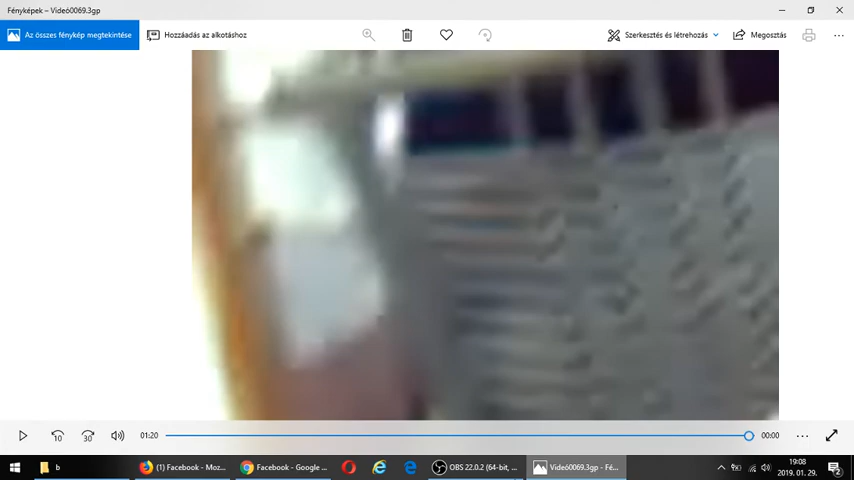 Fényképek – Videó0069.3gp
Az összes fénykép megtekintése
Hozzáadás az alkotáshoz
Szerkesztés és létrehozás
Megosztás
10
30
01:20
00:00
b
(1) Facebook - Moz...
Facebook - Google ...
OBS 22.0.2 (64-bit, ...
Videó0069.3gp - Fé...
19:08
2019. 01. 29.
2